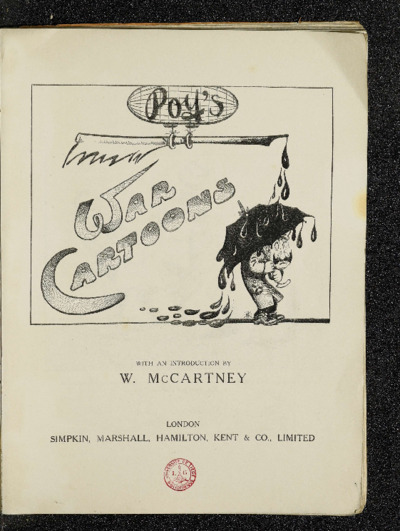 Poy's
WAR
CARTOONS
WITH AN INTRODUCTION BY
W. McCARTNEY
LONDON
SIMPKIN, MARSHALL, HAMILTON, KENT & CO., LIMITED